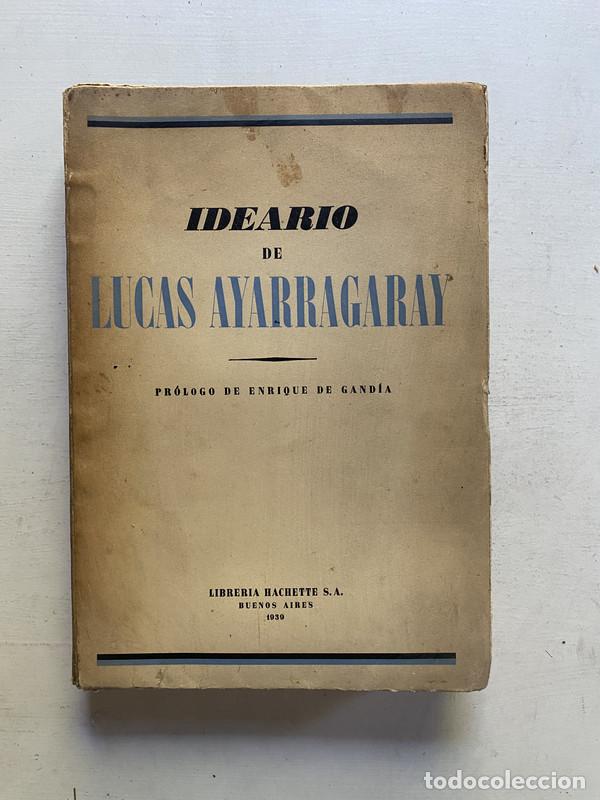 IDEARIO
DE
LUCAS AYARRAGARAY
PRÓLOGO DE ENRIQUE DE GANDÍA
LIBRERIA HACHETTE S.A.
BUENOS AIRES
1939
todocoleccion